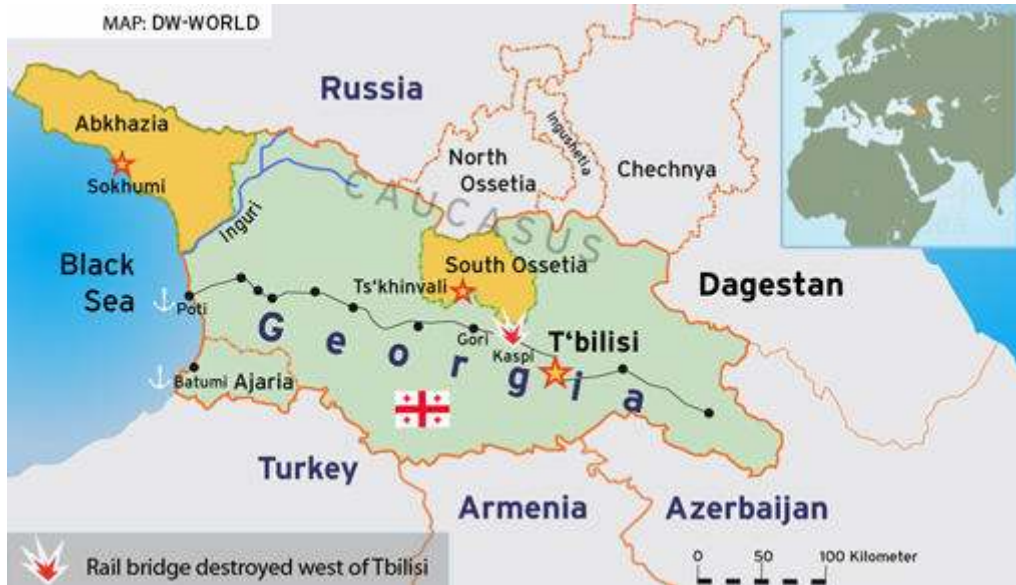 MAP: DW-WORLD
Russia
Abkhazia
Sokhumi
North
Ossetia
Ingushetia
Chechnya
Inguri
CAUCASUS
Black
Sea
South Ossetia
Ts'khinvali
Dagestan
Poti
Georgia
Gori
Kaspi
T'bilisi
Batumi
Ajaria
Turkey
Armenia
Azerbaijan
Rail bridge destroyed west of Tbilisi
0 50 100 Kilometer